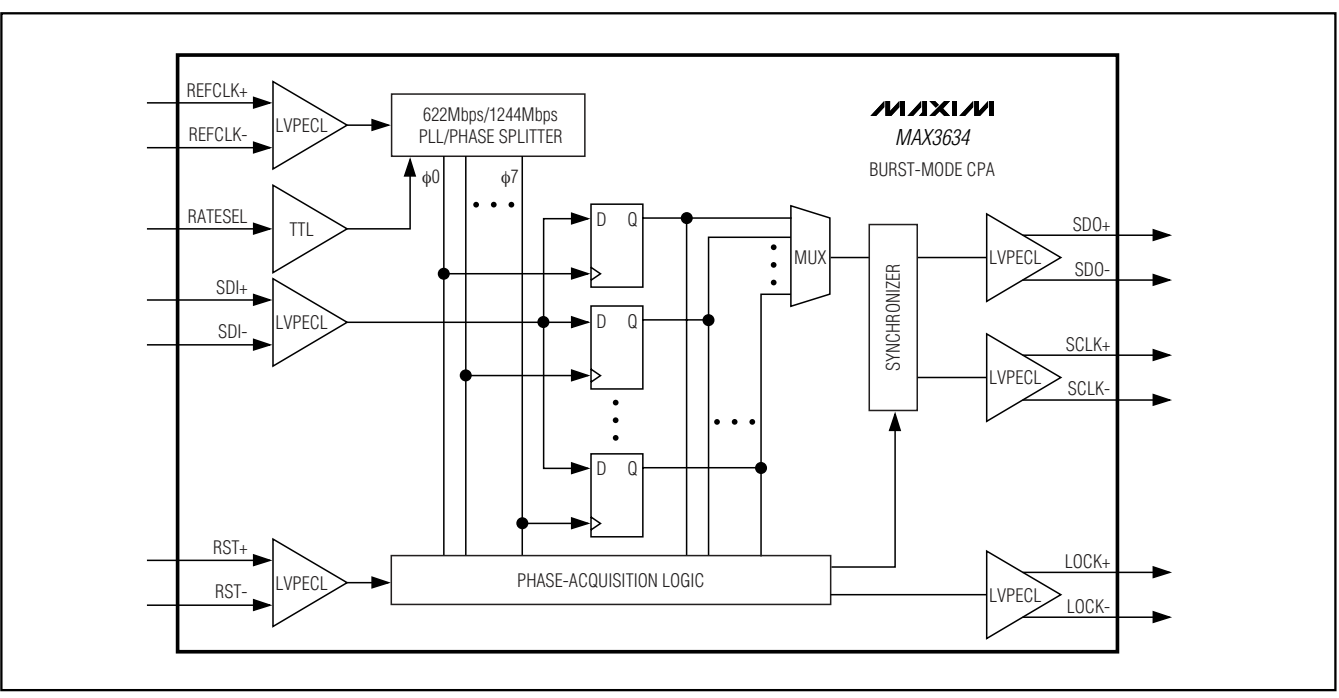 REFCLK+
REFCLK-
LVPECL
622Mbps/1244Mbps
PLL/PHASE SPLITTER
MAXIM
MAX3634
BURST-MODE CPA
ϕ0
ϕ7
RATESEL
TTL
D Q
MUX
SYNCHRONIZER
LVPECL
SDO+
SDO-
SDI+
SDI-
LVPECL
D Q
LVPECL
SCLK+
SCLK-
D Q
RST+
RST-
LVPECL
PHASE-ACQUISITION LOGIC
LVPECL
LOCK+
LOCK-